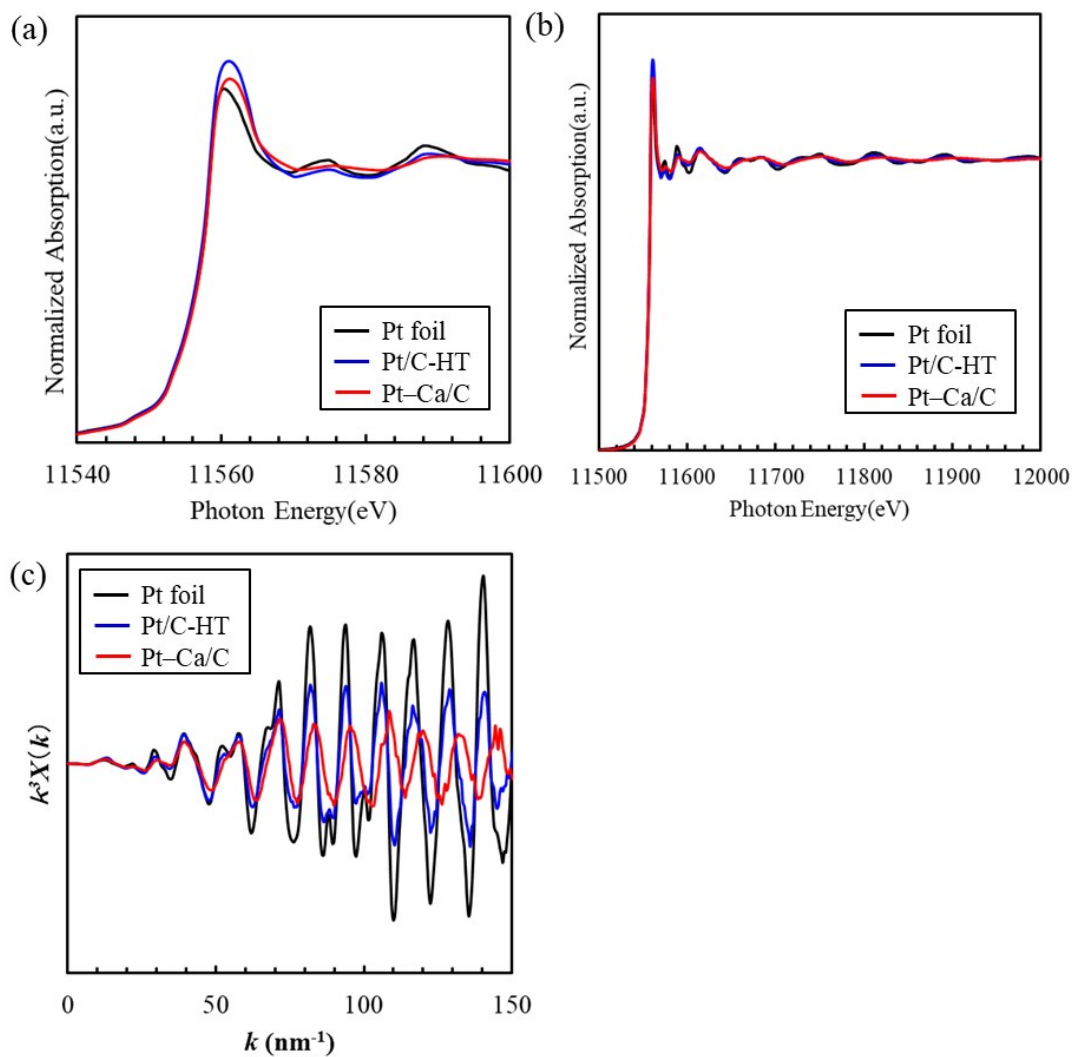 (a)
Normalized Absorption(a.u.)
Pt foil
Pt/C-HT
Pt–Ca/C
11540 11560 11580 11600
Photon Energy(eV)
(b)
Normalized Absorption(a.u.)
Pt foil
Pt/C-HT
Pt–Ca/C
11500 11600 11700 11800 11900 12000
Photon Energy(eV)
(c)
k³X(k)
Pt foil
Pt/C-HT
Pt–Ca/C
0 50 100 150
k (nm⁻¹)